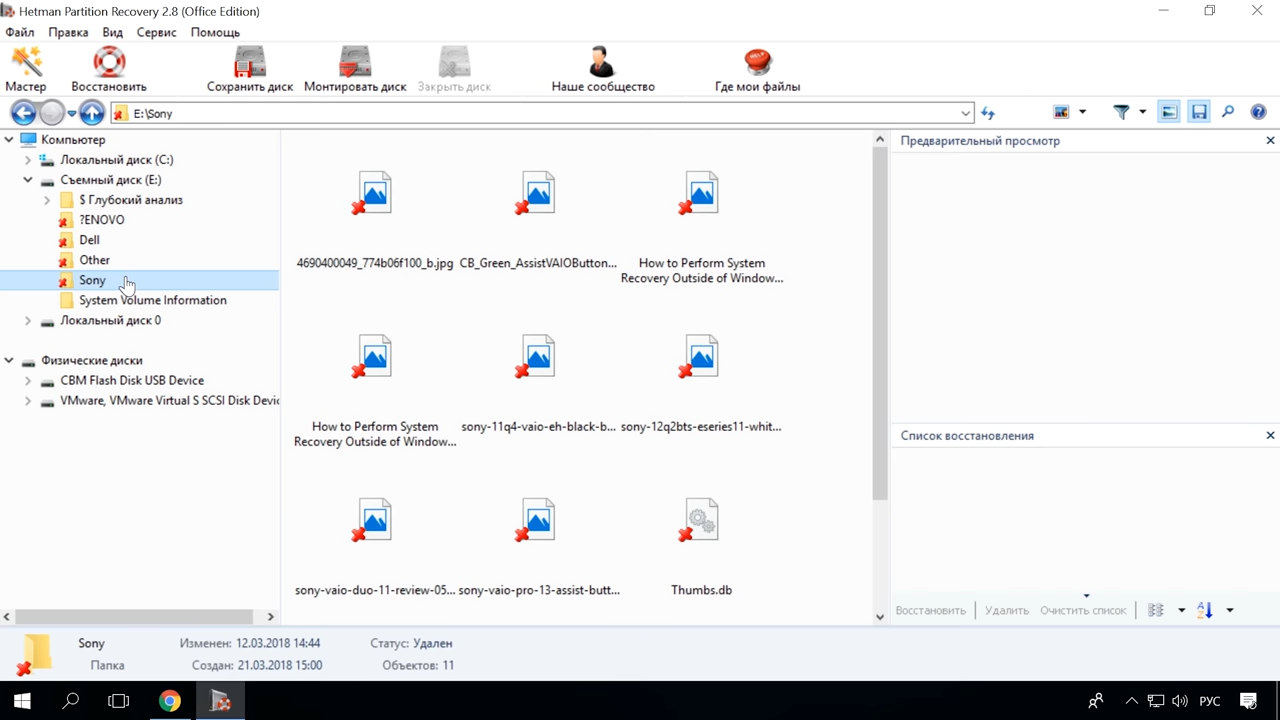 Hetman Partition Recovery 2.8 (Office Edition)
Файл Правка Вид Сервис Помощь
Мастер Восстановить Сохранить диск Монтировать диск Закрыть диск Наше сообщество Где мои файлы
HELP
E:\Sony
Компьютер
Локальный диск (C:)
Съемный диск (E:)
$ Глубокий анализ
?ENOVO
Dell
Other
Sony
System Volume Information
Локальный диск 0
Физические диски
CBM Flash Disk USB Device
VMware, VMware Virtual S SCSI Disk Devic
4690400049_774b06f100_b.jpg
CB_Green_AssistVAIOButton...
How to Perform System
Recovery Outside of Window...
How to Perform System
Recovery Outside of Window...
sony-11q4-vaio-eh-black-b...
sony-12q2bts-eseries11-whit...
sony-vaio-duo-11-review-05...
sony-vaio-pro-13-assist-butt...
Thumbs.db
Предварительный просмотр
Список восстановления
Восстановить Удалить Очистить список
Sony
Папка
Изменен: 12.03.2018 14:44
Создан: 21.03.2018 15:00
Статус: Удален
Объектов: 11
РУС